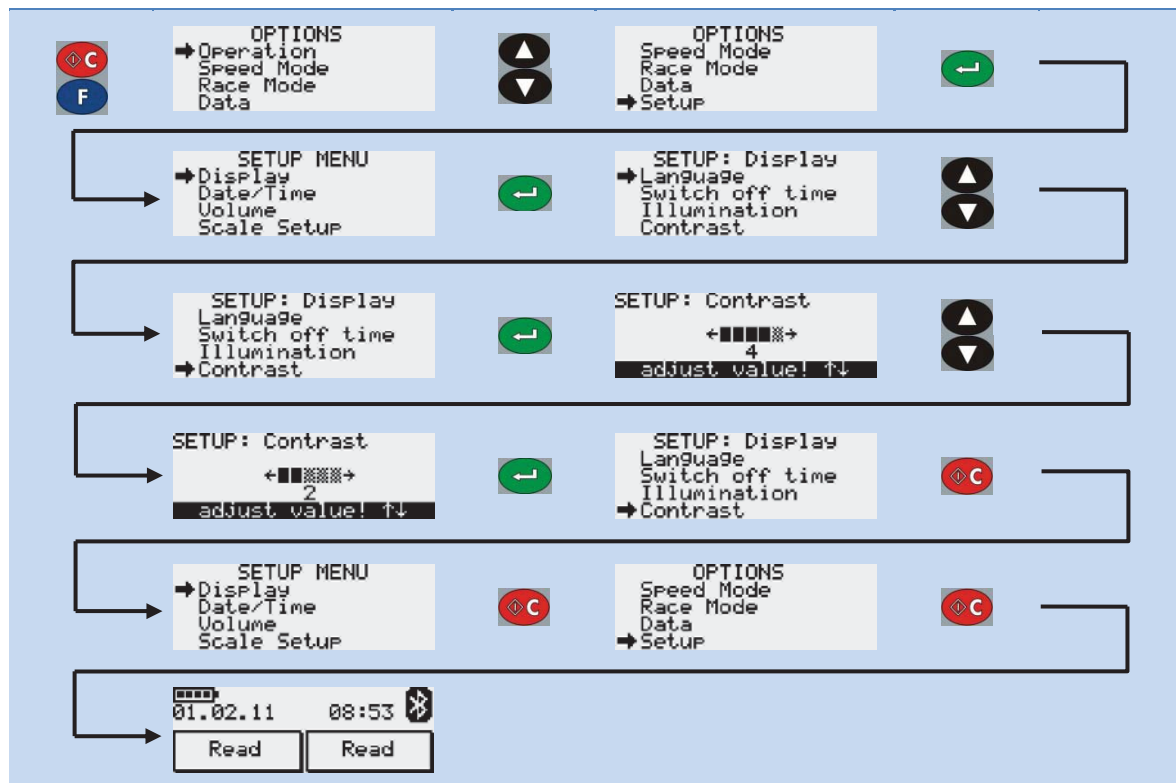 C
F
OPTIONS
Operation
Speed Mode
Race Mode
Data
OPTIONS
Speed Mode
Race Mode
Data
Setup
SETUP MENU
Display
Date/Time
Volume
Scale Setup
SETUP: Display
Language
Switch off time
Illumination
Contrast
SETUP: Display
Language
Switch off time
Illumination
Contrast
SETUP: Contrast
4
adjust value! ↑↓
SETUP: Contrast
2
adjust value! ↑↓
SETUP: Display
Language
Switch off time
Illumination
Contrast
C
SETUP MENU
Display
Date/Time
Volume
Scale Setup
C
OPTIONS
Speed Mode
Race Mode
Data
Setup
C
01.02.11 08:53
Read Read